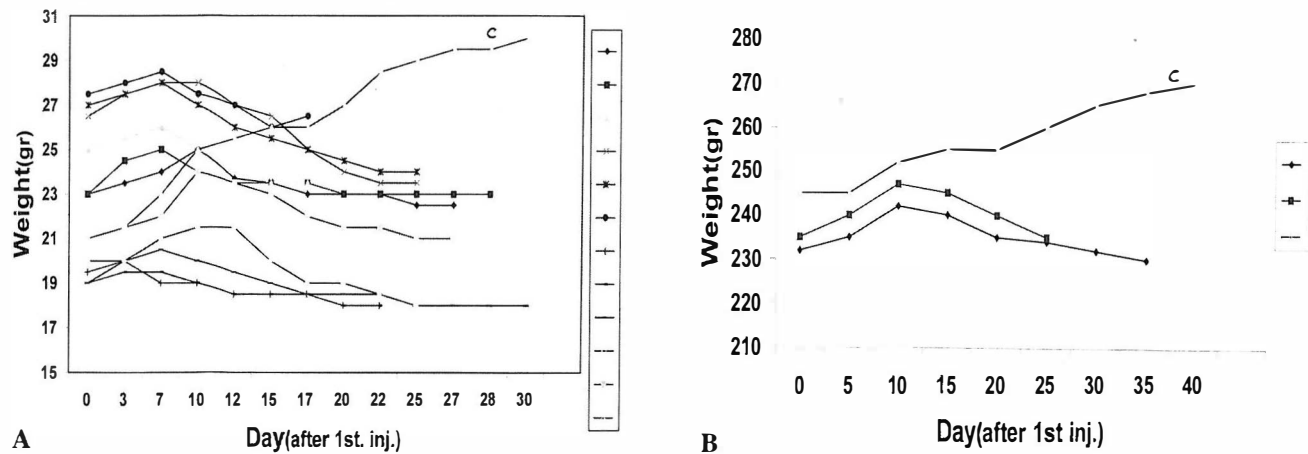 31
29
27
25
23
21
19
17
15
Weight(gr)
C
0 3 7 10 12 15 17 20 22 25 27 28 30
Day(after 1st. inj.)
A
280
270
260
250
240
230
220
210
Weight(gr)
C
0 5 10 15 20 25 30 35 40
Day(after 1st inj.)
B